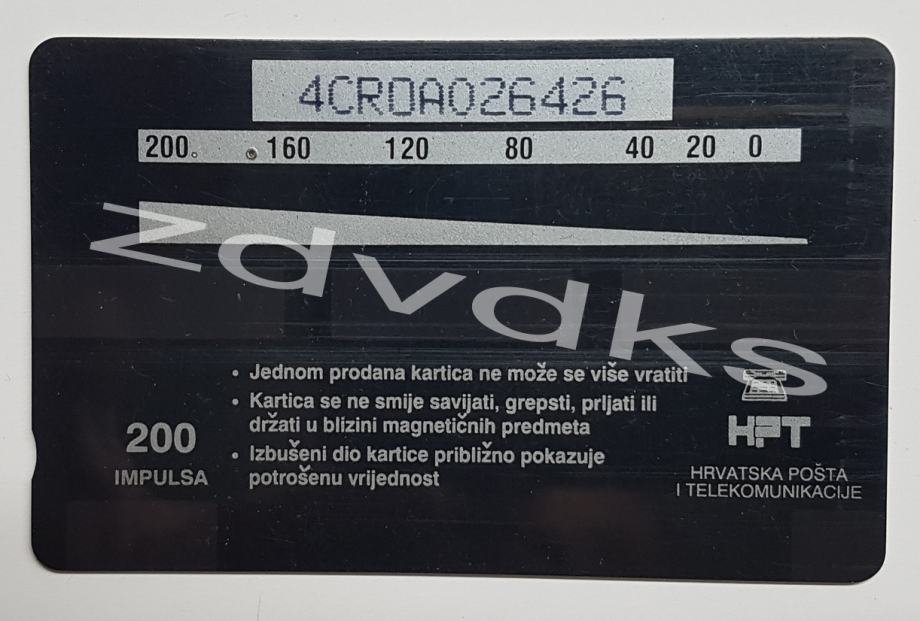 4CRDA026426
200 160 120 80 40 20 0
zdvdks
• Jednom prodana kartica ne može se više vratiti
• Kartica se ne smije savijati, grepsti, prljati ili
držati u blizini magnetičnih predmeta
• Izbušeni dio kartice približno pokazuje
potrošenu vrijednost
200
IMPULSA
HPT
HRVATSKA POŠTA
I TELEKOMUNIKACIJE